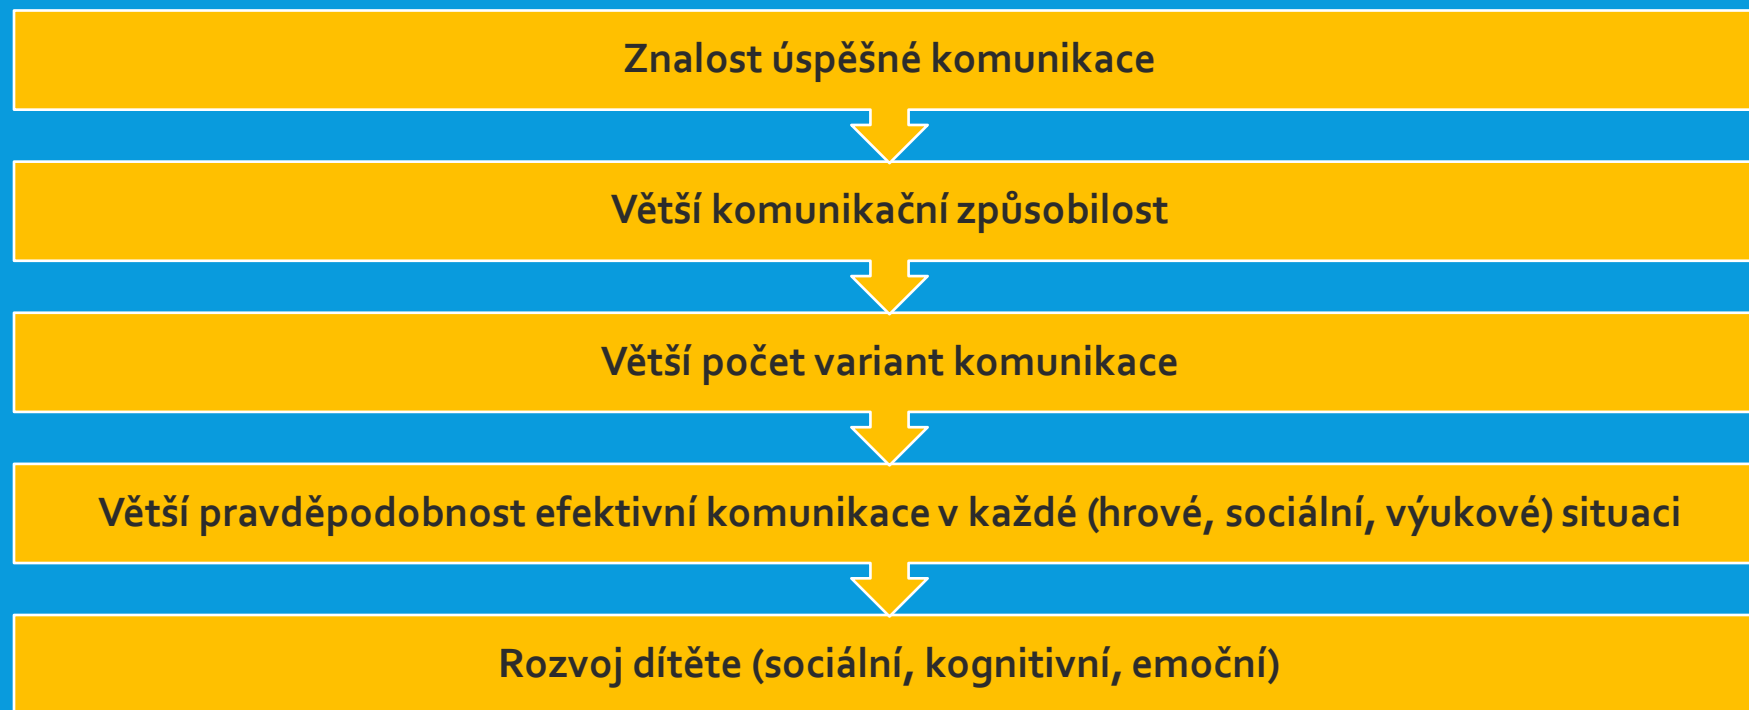 Znalost úspěšné komunikace
Větší komunikační způsobilost
Větší počet variant komunikace
Větší pravděpodobnost efektivní komunikace v každé (hrové, sociální, výukové) situaci
Rozvoj dítěte (sociální, kognitivní, emoční)